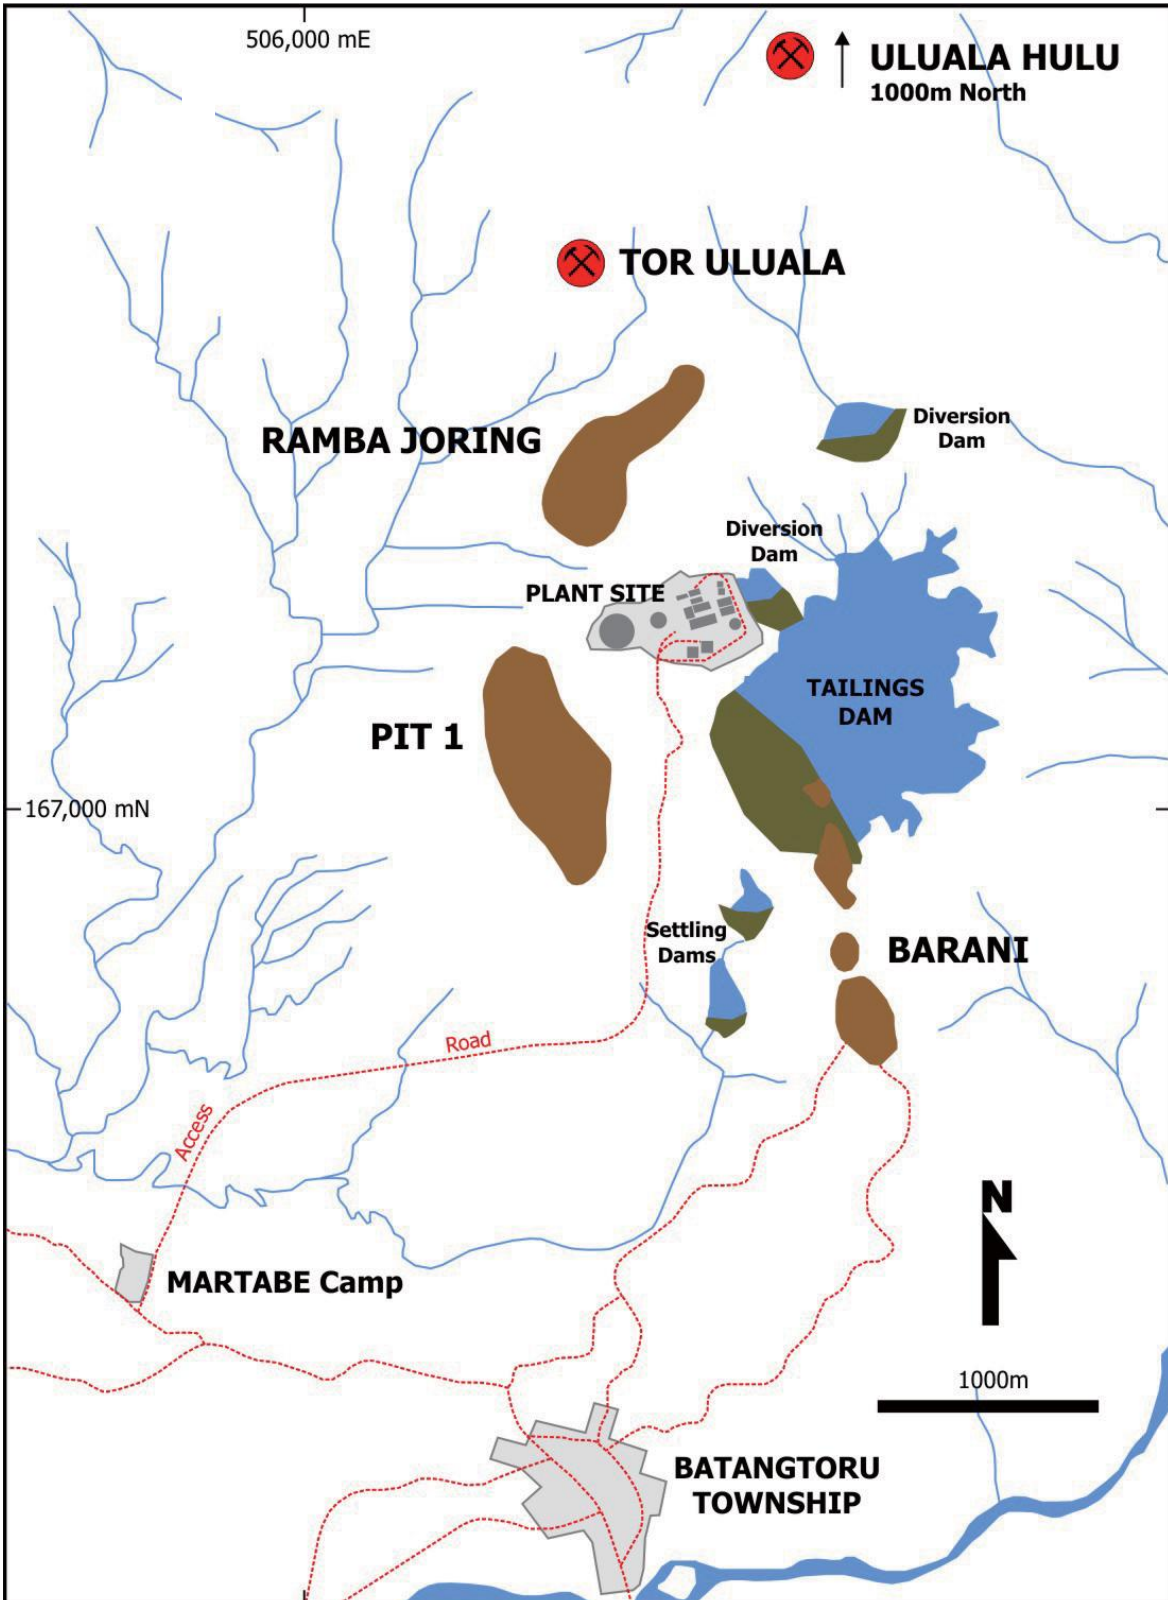 506,000 mE
ULUALA HULU
1000m North
TOR ULUALA
RAMBA JORING
Diversion
Dam
Diversion
Dam
PLANT SITE
TAILINGS
DAM
PIT 1
167,000 mN
Settling
Dams
BARANI
Road
Access
N
MARTABE Camp
1000m
BATANGTORU
TOWNSHIP